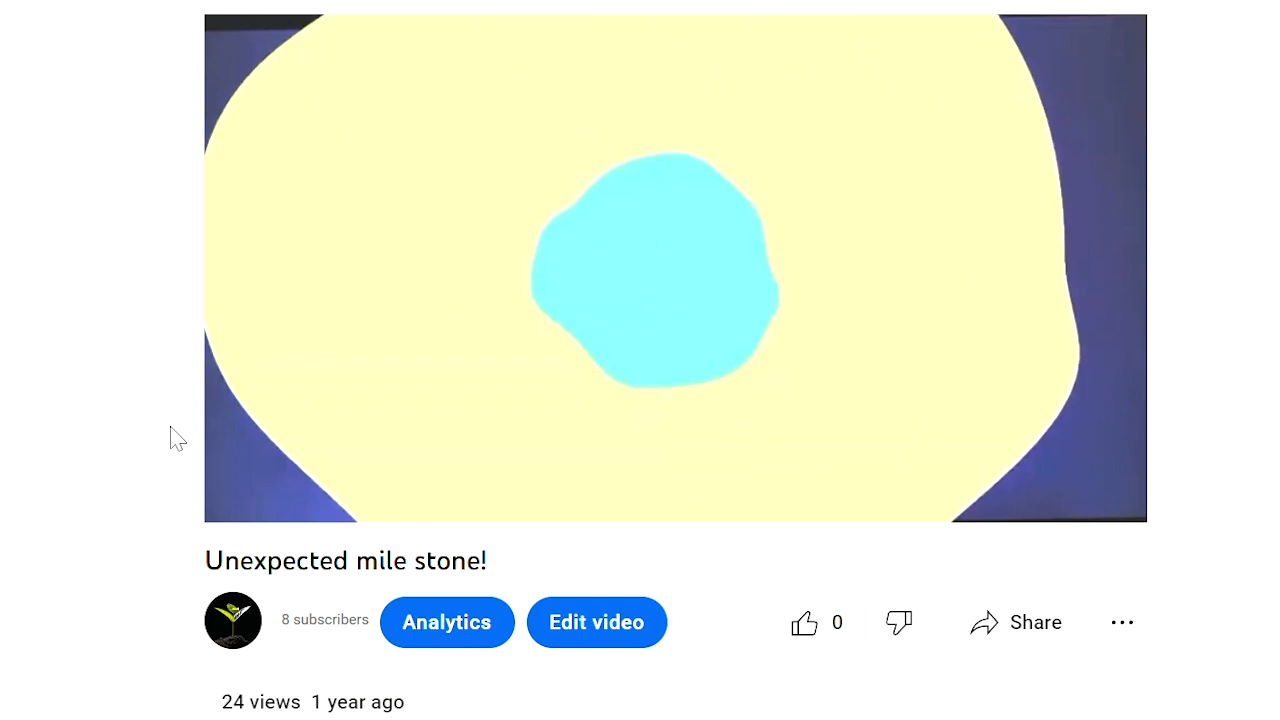 Unexpected mile stone!
8 subscribers Analytics Edit video 0 Share
24 views 1 year ago